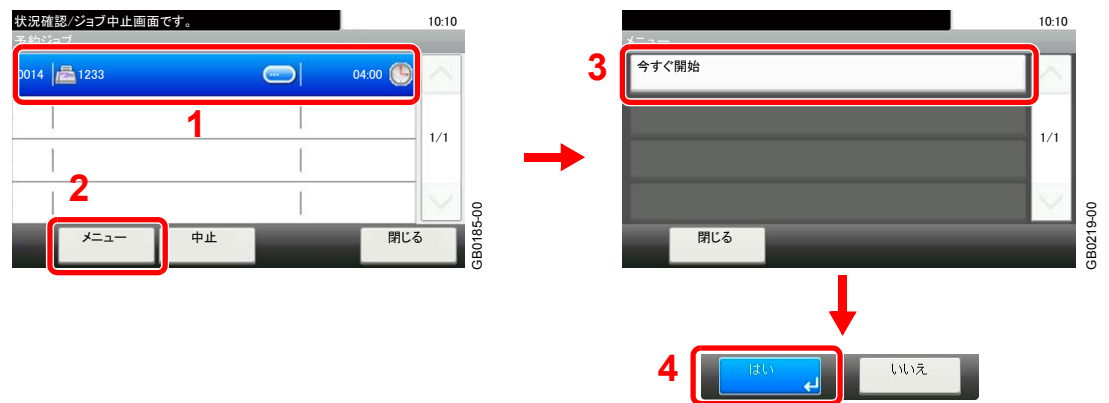 状況確認/ジョブ中止画面です。
10:10
予約ジョブ
0014
1233
04:00
1
1/1
2
メニュー
中止
閉じる
GB0185-00
10:10
メニュー
3
今すぐ開始
1/1
閉じる
GB0219-00
4
はい
いいえ